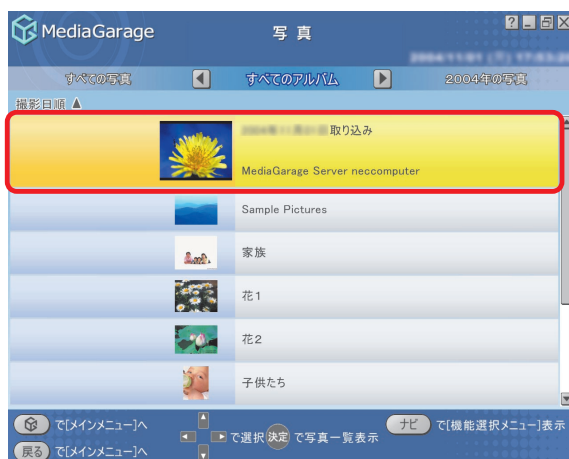 MediaGarage
写真
すべての写真
すべてのアルバム
2004年の写真
撮影日順 ▲
取り込み
MediaGarage Server neccomputer
Sample Pictures
家族
花1
花2
子供たち
で[メインメニュー]へ
で選択 決定 で写真一覧表示
ナビ で[機能選択メニュー]表示
戻る で[メインメニュー]へ